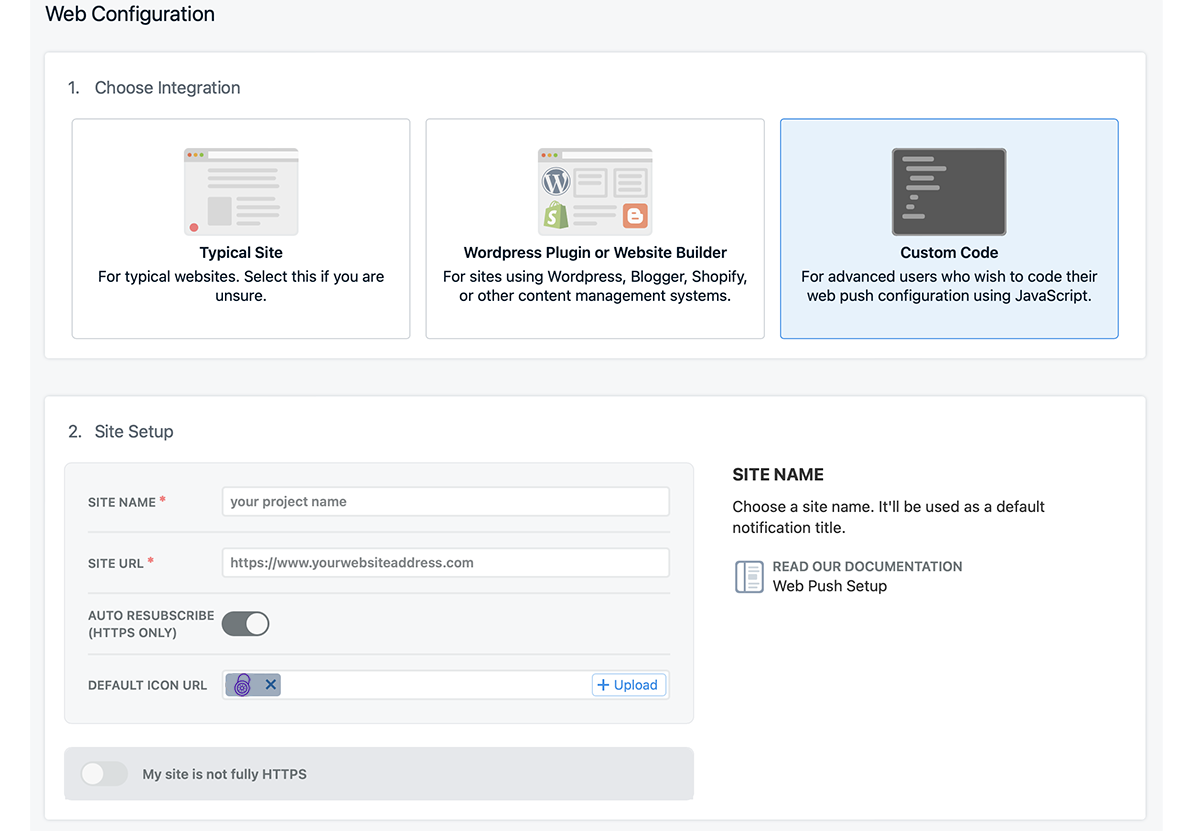 Web Configuration
1. Choose Integration
Typical Site
For typical websites. Select this if you are
unsure.
Wordpress Plugin or Website Builder
For sites using Wordpress, Blogger, Shopify,
or other content management systems.
Custom Code
For advanced users who wish to code their
web push configuration using JavaScript.
2. Site Setup
SITE NAME *
your project name
SITE URL *
https://www.yourwebsiteaddress.com
AUTO RESUBSCRIBE
(HTTPS ONLY)
DEFAULT ICON URL
+ Upload
My site is not fully HTTPS
SITE NAME
Choose a site name. It'll be used as a default
notification title.
READ OUR DOCUMENTATION
Web Push Setup